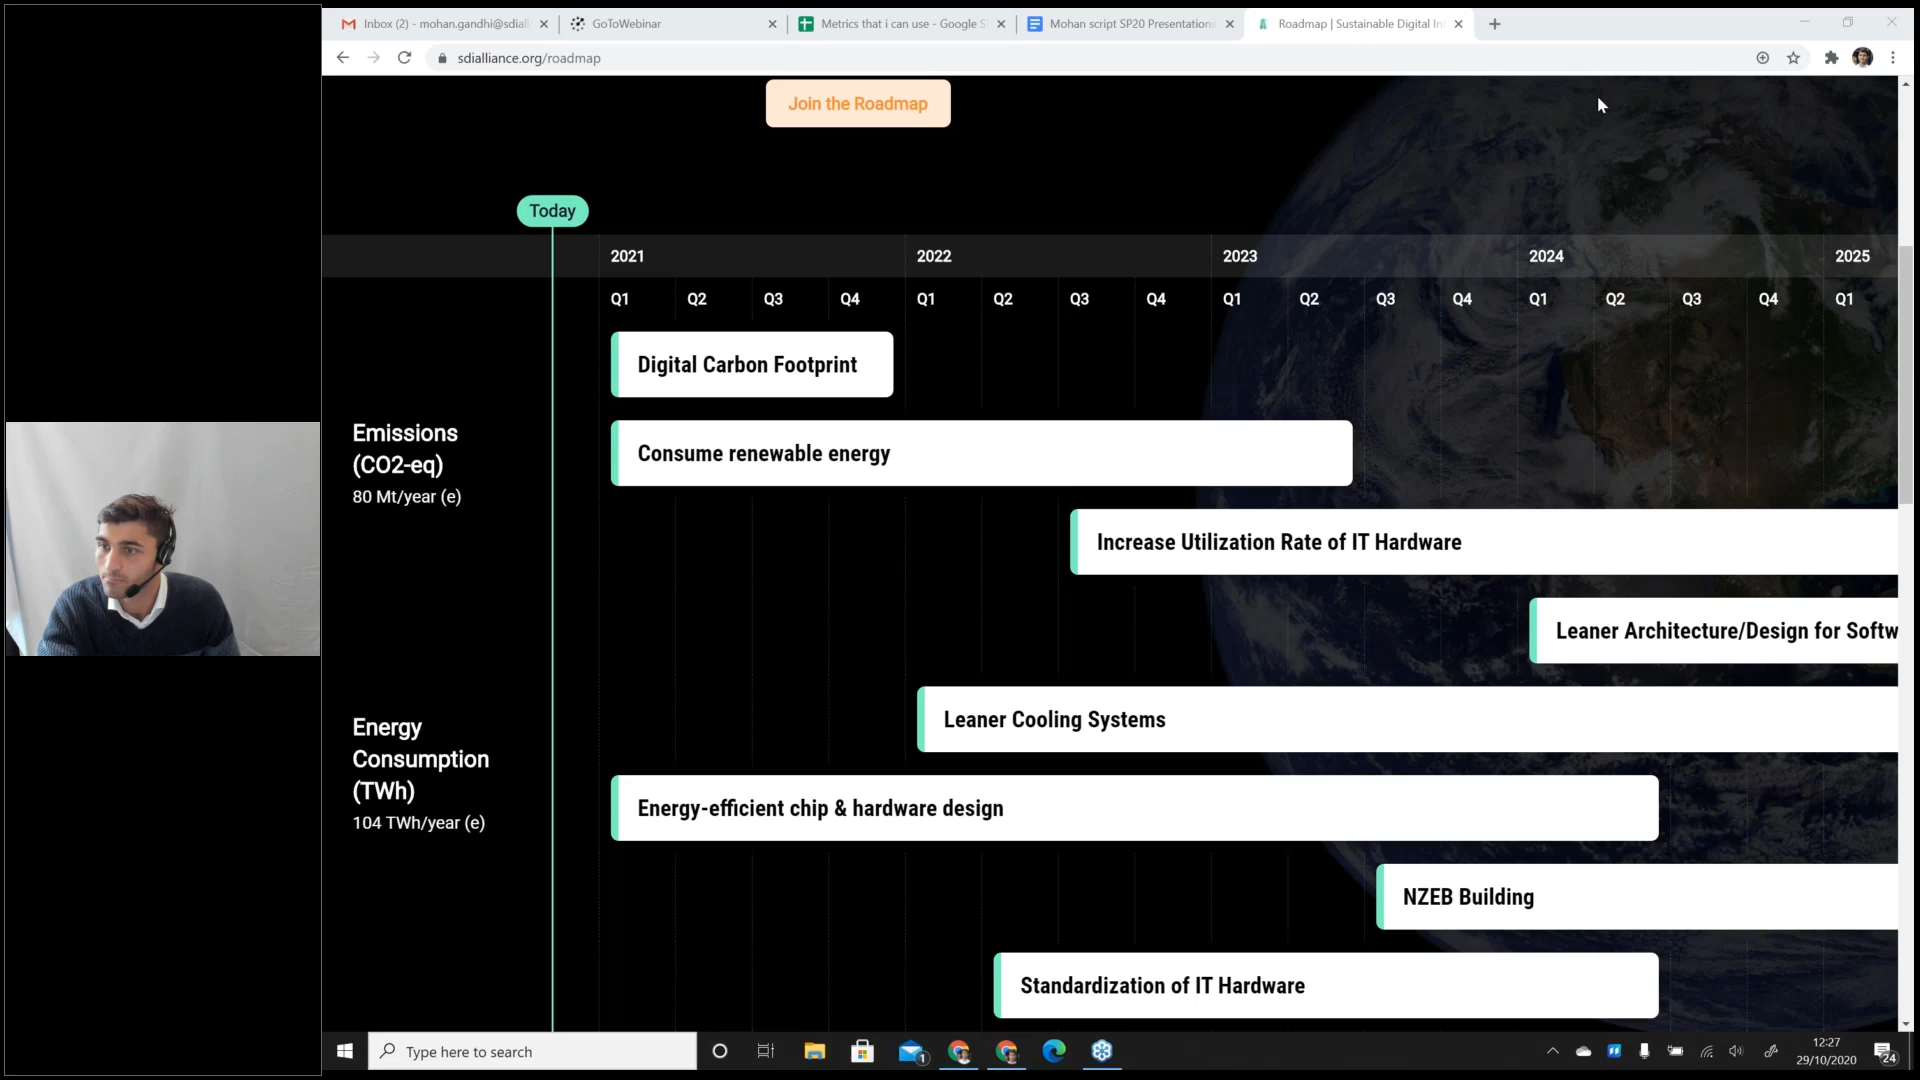 Inbox (2) - mohan.gandhi@sdial
GoToWebinar
Metrics that i can use - Google S
Mohan script SP20 Presentations
Roadmap | Sustainable Digital In
sdialliance.org/roadmap
Join the Roadmap
Today
2021 2022 2023 2024 2025
Q1 Q2 Q3 Q4 Q1 Q2 Q3 Q4 Q1 Q2 Q3 Q4 Q1 Q2 Q3 Q4 Q1
Digital Carbon Footprint
Emissions
(CO2-eq)
80 Mt/year (e)
Consume renewable energy
Increase Utilization Rate of IT Hardware
Leaner Architecture/Design for Softw
Leaner Cooling Systems
Energy
Consumption
(TWh)
104 TWh/year (e)
Energy-efficient chip & hardware design
NZEB Building
Standardization of IT Hardware
Type here to search
1
12:27
29/10/2020
24